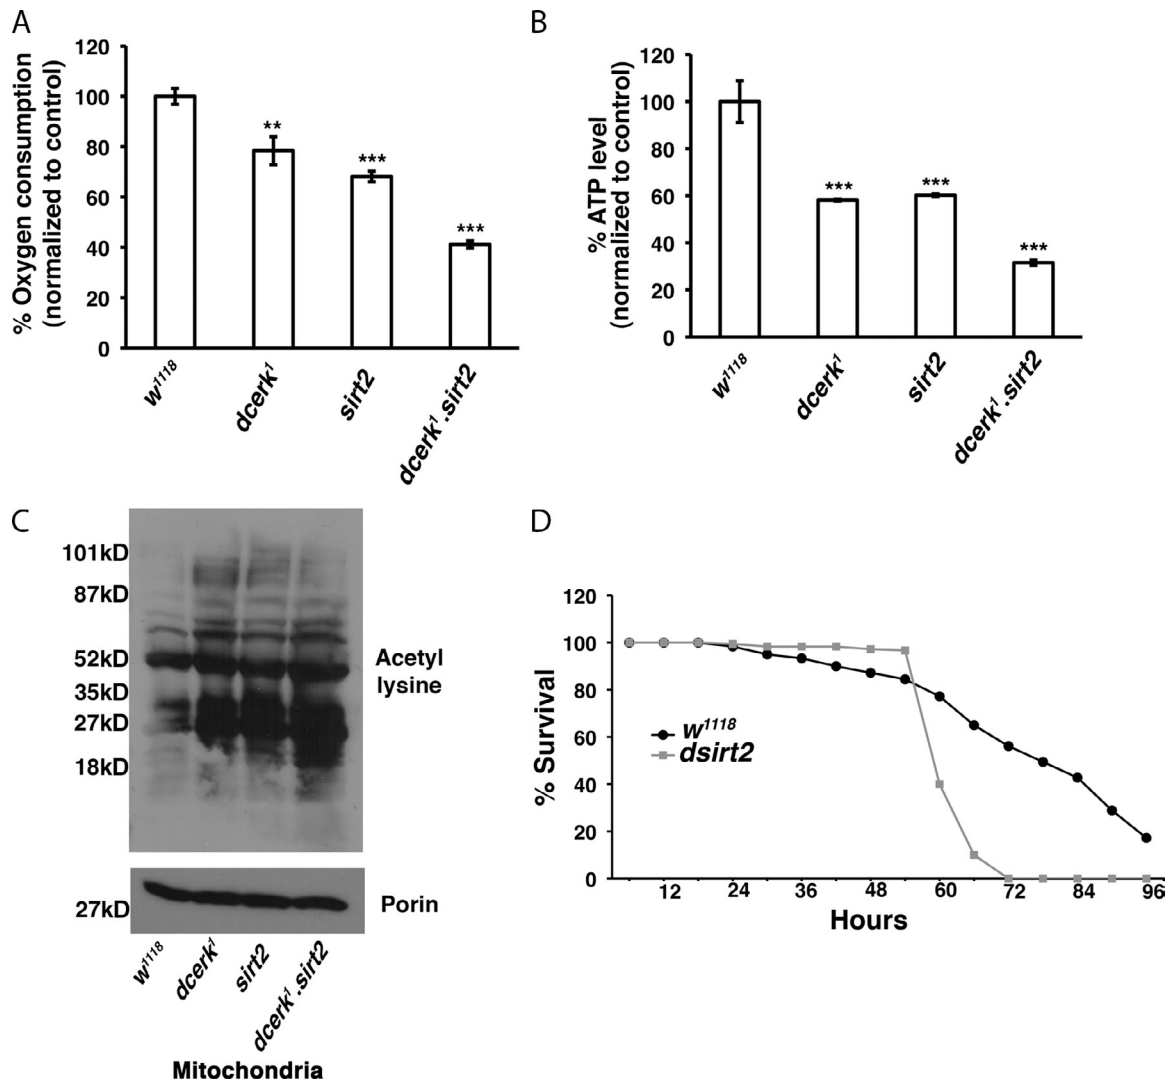 A
% Oxygen consumption
(normalized to control)
120
100
80
60
40
20
0
**
***
***
w¹¹¹⁸
dcerk¹
sirt2
dcerk¹.sirt2
B
% ATP level
(normalized to control)
120
100
80
60
40
20
0
***
***
***
w¹¹¹⁸
dcerk¹
sirt2
dcerk¹.sirt2
C
101kD
87kD
52kD
35kD
27kD
18kD
Acetyl
lysine
27kD
Porin
w¹¹¹⁸
dcerk¹
sirt2
dcerk¹.sirt2
Mitochondria
D
% Survival
120
100
80
60
40
20
0
w¹¹¹⁸
dsirt2
12
24
36
48
60
72
84
96
Hours